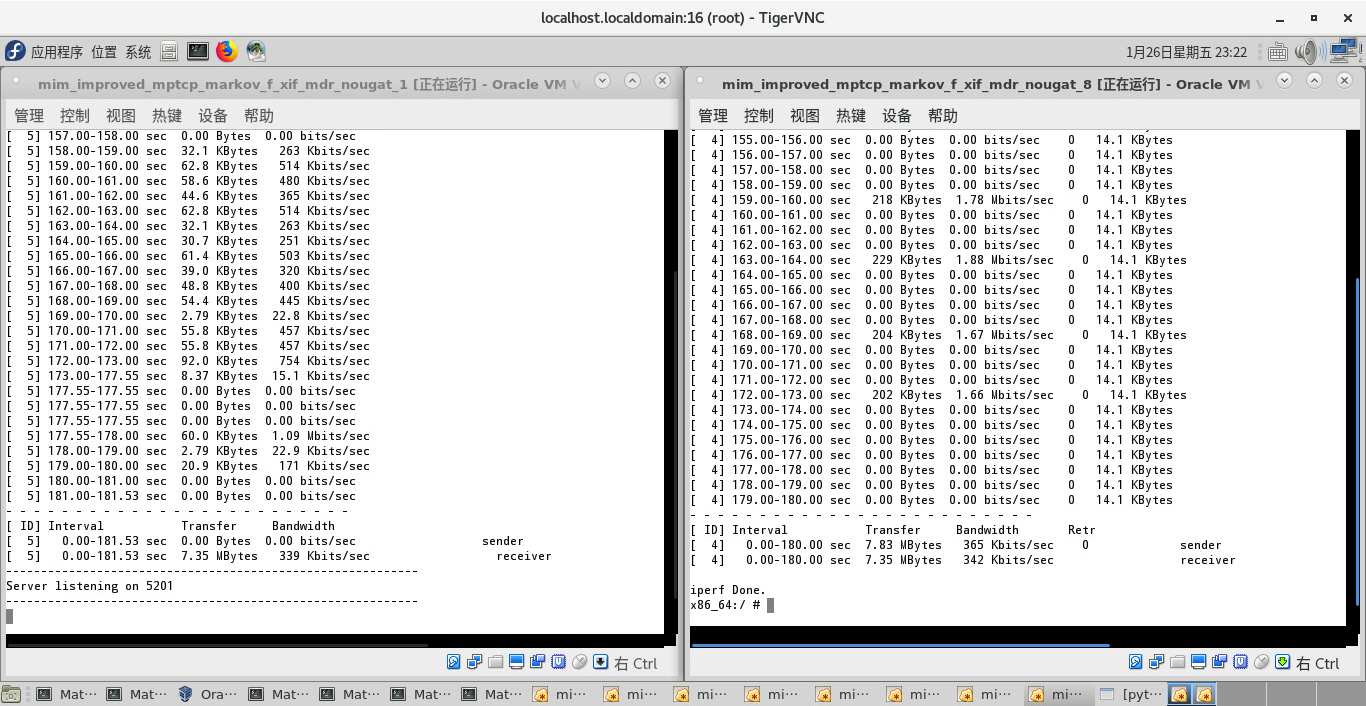 localhost.localdomain:16 (root) - TigerVNC
应用程序 位置 系统
1月26日星期五 23:22
mim_improved_mptcp_markov_f_xif_mdr_nougat_1 [正在运行] - Oracle VM V
管理 控制 视图 热键 设备 帮助
[  5] 157.00-158.00 sec  0.00 Bytes  0.00 bits/sec
[  5] 158.00-159.00 sec  32.1 KBytes   263 Kbits/sec
[  5] 159.00-160.00 sec  62.8 KBytes   514 Kbits/sec
[  5] 160.00-161.00 sec  58.6 KBytes   480 Kbits/sec
[  5] 161.00-162.00 sec  44.6 KBytes   365 Kbits/sec
[  5] 162.00-163.00 sec  62.8 KBytes   514 Kbits/sec
[  5] 163.00-164.00 sec  32.1 KBytes   263 Kbits/sec
[  5] 164.00-165.00 sec  30.7 KBytes   251 Kbits/sec
[  5] 165.00-166.00 sec  61.4 KBytes   503 Kbits/sec
[  5] 166.00-167.00 sec  39.0 KBytes   320 Kbits/sec
[  5] 167.00-168.00 sec  48.8 KBytes   400 Kbits/sec
[  5] 168.00-169.00 sec  54.4 KBytes   445 Kbits/sec
[  5] 169.00-170.00 sec  2.79 KBytes  22.8 Kbits/sec
[  5] 170.00-171.00 sec  55.8 KBytes   457 Kbits/sec
[  5] 171.00-172.00 sec  55.8 KBytes   457 Kbits/sec
[  5] 172.00-173.00 sec  92.0 KBytes   754 Kbits/sec
[  5] 173.00-177.55 sec  8.37 KBytes  15.1 Kbits/sec
[  5] 177.55-177.55 sec  0.00 Bytes  0.00 bits/sec
[  5] 177.55-177.55 sec  0.00 Bytes  0.00 bits/sec
[  5] 177.55-177.55 sec  0.00 Bytes  0.00 bits/sec
[  5] 177.55-178.00 sec  60.0 KBytes  1.09 Mbits/sec
[  5] 178.00-179.00 sec  2.79 KBytes  22.9 Kbits/sec
[  5] 179.00-180.00 sec  20.9 KBytes   171 Kbits/sec
[  5] 180.00-181.00 sec  0.00 Bytes  0.00 bits/sec
[  5] 181.00-181.53 sec  0.00 Bytes  0.00 bits/sec
- - - - - - - - - - - - - - - - - - - - - - - - -
[ ID] Interval           Transfer     Bandwidth
[  5]   0.00-181.53 sec  0.00 Bytes  0.00 bits/sec                  sender
[  5]   0.00-181.53 sec  7.35 MBytes   339 Kbits/sec                  receiver
-----------------------------------------------------------
Server listening on 5201
-----------------------------------------------------------
右 Ctrl
mim_improved_mptcp_markov_f_xif_mdr_nougat_8 [正在运行] - Oracle VM V
管理 控制 视图 热键 设备 帮助
[  4] 155.00-156.00 sec  0.00 Bytes  0.00 bits/sec    0   14.1 KBytes
[  4] 156.00-157.00 sec  0.00 Bytes  0.00 bits/sec    0   14.1 KBytes
[  4] 157.00-158.00 sec  0.00 Bytes  0.00 bits/sec    0   14.1 KBytes
[  4] 158.00-159.00 sec  0.00 Bytes  0.00 bits/sec    0   14.1 KBytes
[  4] 159.00-160.00 sec   218 KBytes  1.78 Mbits/sec    0   14.1 KBytes
[  4] 160.00-161.00 sec  0.00 Bytes  0.00 bits/sec    0   14.1 KBytes
[  4] 161.00-162.00 sec  0.00 Bytes  0.00 bits/sec    0   14.1 KBytes
[  4] 162.00-163.00 sec  0.00 Bytes  0.00 bits/sec    0   14.1 KBytes
[  4] 163.00-164.00 sec   229 KBytes  1.88 Mbits/sec    0   14.1 KBytes
[  4] 164.00-165.00 sec  0.00 Bytes  0.00 bits/sec    0   14.1 KBytes
[  4] 165.00-166.00 sec  0.00 Bytes  0.00 bits/sec    0   14.1 KBytes
[  4] 166.00-167.00 sec  0.00 Bytes  0.00 bits/sec    0   14.1 KBytes
[  4] 167.00-168.00 sec  0.00 Bytes  0.00 bits/sec    0   14.1 KBytes
[  4] 168.00-169.00 sec   204 KBytes  1.67 Mbits/sec    0   14.1 KBytes
[  4] 169.00-170.00 sec  0.00 Bytes  0.00 bits/sec    0   14.1 KBytes
[  4] 170.00-171.00 sec  0.00 Bytes  0.00 bits/sec    0   14.1 KBytes
[  4] 171.00-172.00 sec  0.00 Bytes  0.00 bits/sec    0   14.1 KBytes
[  4] 172.00-173.00 sec   202 KBytes  1.66 Mbits/sec    0   14.1 KBytes
[  4] 173.00-174.00 sec  0.00 Bytes  0.00 bits/sec    0   14.1 KBytes
[  4] 174.00-175.00 sec  0.00 Bytes  0.00 bits/sec    0   14.1 KBytes
[  4] 175.00-176.00 sec  0.00 Bytes  0.00 bits/sec    0   14.1 KBytes
[  4] 176.00-177.00 sec  0.00 Bytes  0.00 bits/sec    0   14.1 KBytes
[  4] 177.00-178.00 sec  0.00 Bytes  0.00 bits/sec    0   14.1 KBytes
[  4] 178.00-179.00 sec  0.00 Bytes  0.00 bits/sec    0   14.1 KBytes
[  4] 179.00-180.00 sec  0.00 Bytes  0.00 bits/sec    0   14.1 KBytes
- - - - - - - - - - - - - - - - - - - - - - - - -
[ ID] Interval           Transfer     Bandwidth       Retr
[  4]   0.00-180.00 sec  7.83 MBytes   365 Kbits/sec    0             sender
[  4]   0.00-180.00 sec  7.35 MBytes   342 Kbits/sec                  receiver
iperf Done.
x86_64:/ #
右 Ctrl
Mat… Mat… Ora… Mat… Mat… Mat… Mat… mi… mi… mi… mi… mi… mi… mi… mi… [pyt…